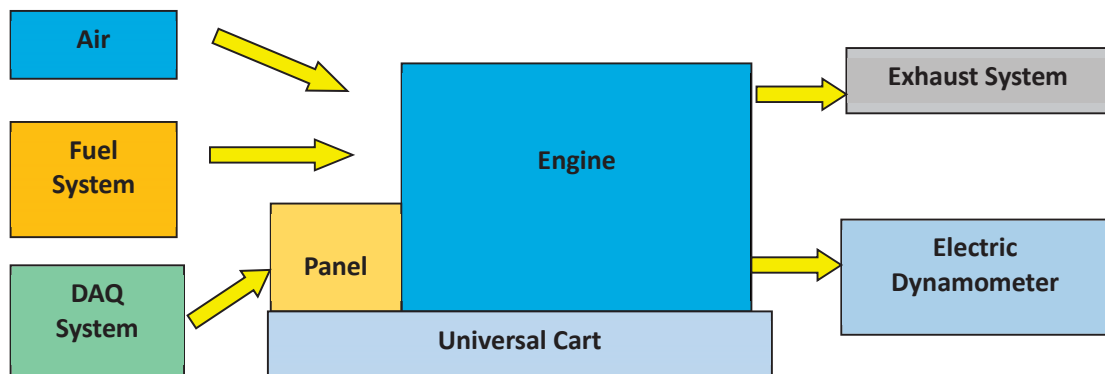 Air
Fuel
System
DAQ
System
Panel
Engine
Universal Cart
Exhaust System
Electric
Dynamometer